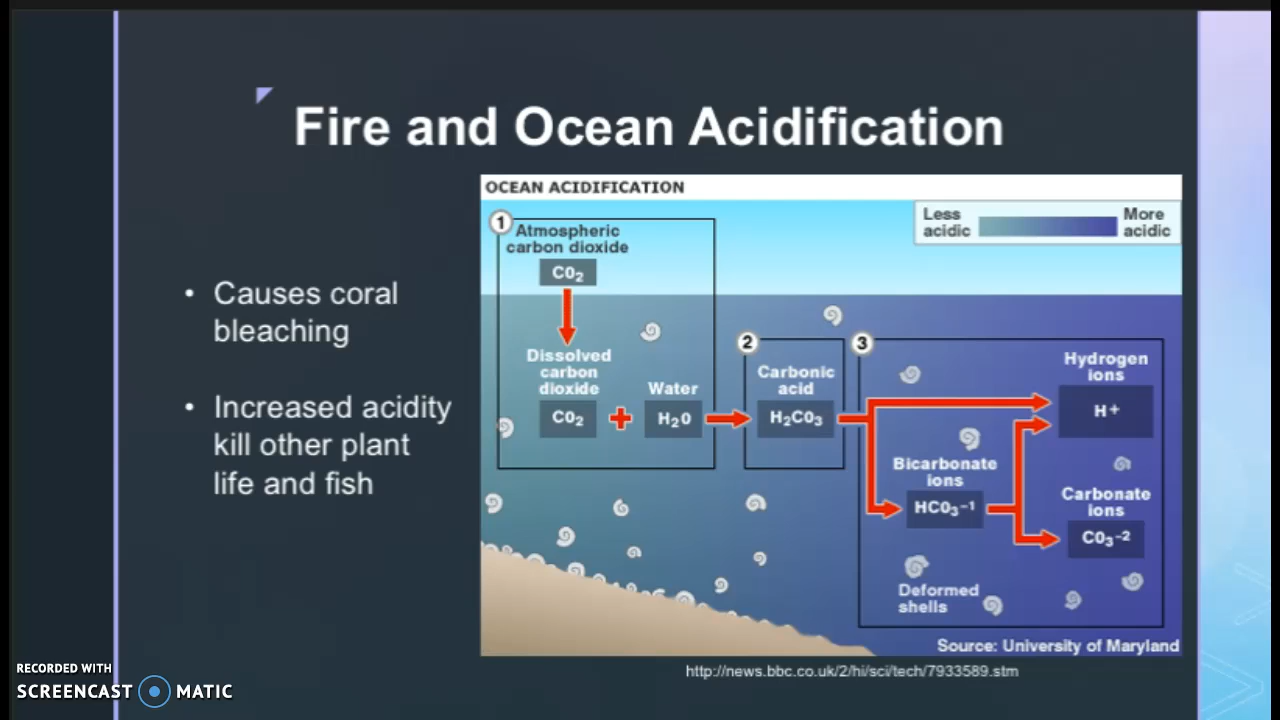 Fire and Ocean Acidification
• Causes coral
bleaching
• Increased acidity
kill other plant
life and fish
OCEAN ACIDIFICATION
Less
acidic
More
acidic
1
Atmospheric
carbon dioxide
C0₂
Dissolved
carbon
dioxide
C0₂
+
Water
H₂0
2
Carbonic
acid
H₂C0₃
3
Hydrogen
ions
H+
Bicarbonate
ions
HC0₃⁻¹
Carbonate
ions
C0₃⁻²
Deformed
shells
Source: University of Maryland
http://news.bbc.co.uk/2/hi/sci/tech/7933589.stm
RECORDED WITH
SCREENCAST MATIC